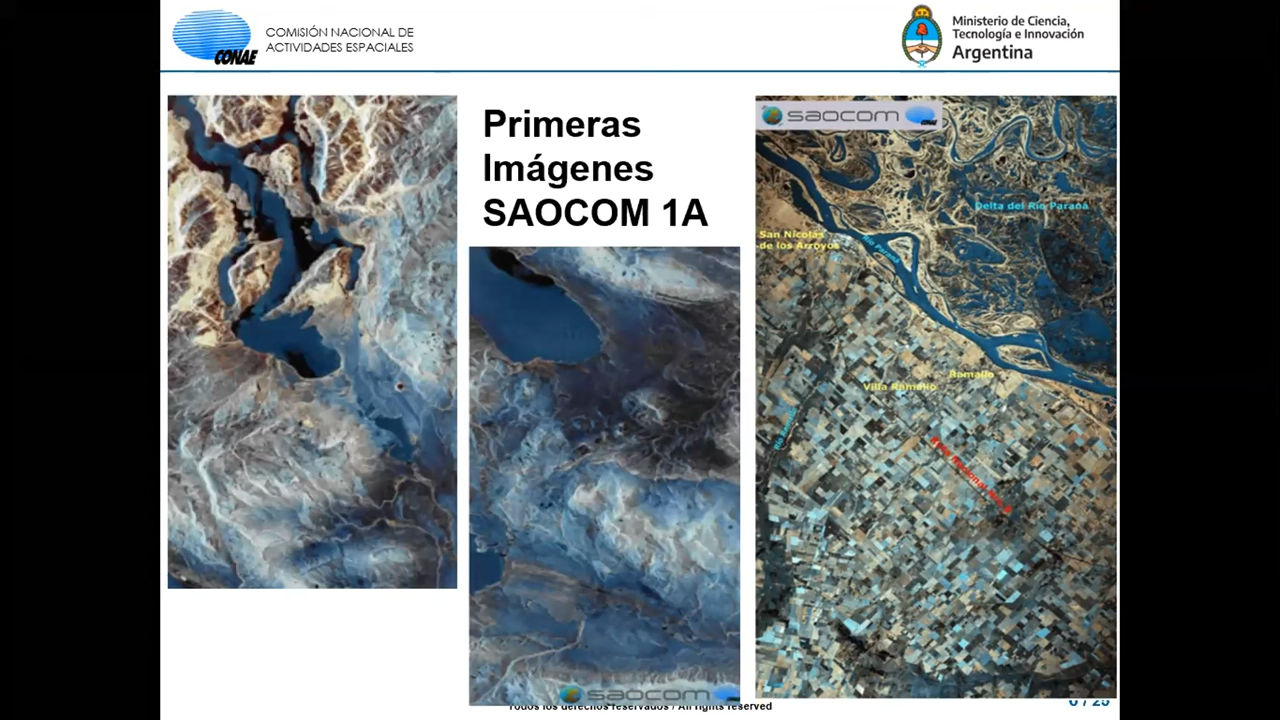 COMISIÓN NACIONAL DE
ACTIVIDADES ESPACIALES
CONAE
Ministerio de Ciencia,
Tecnología e Innovación
Argentina
Primeras
Imágenes
SAOCOM 1A
saocom
Delta del Río Paraná
San Nicolás
de los Arroyos
Río Paraná
Ramallo
Villa Ramallo
saocom
Todos los derechos reservados / All rights reserved
6 / 25